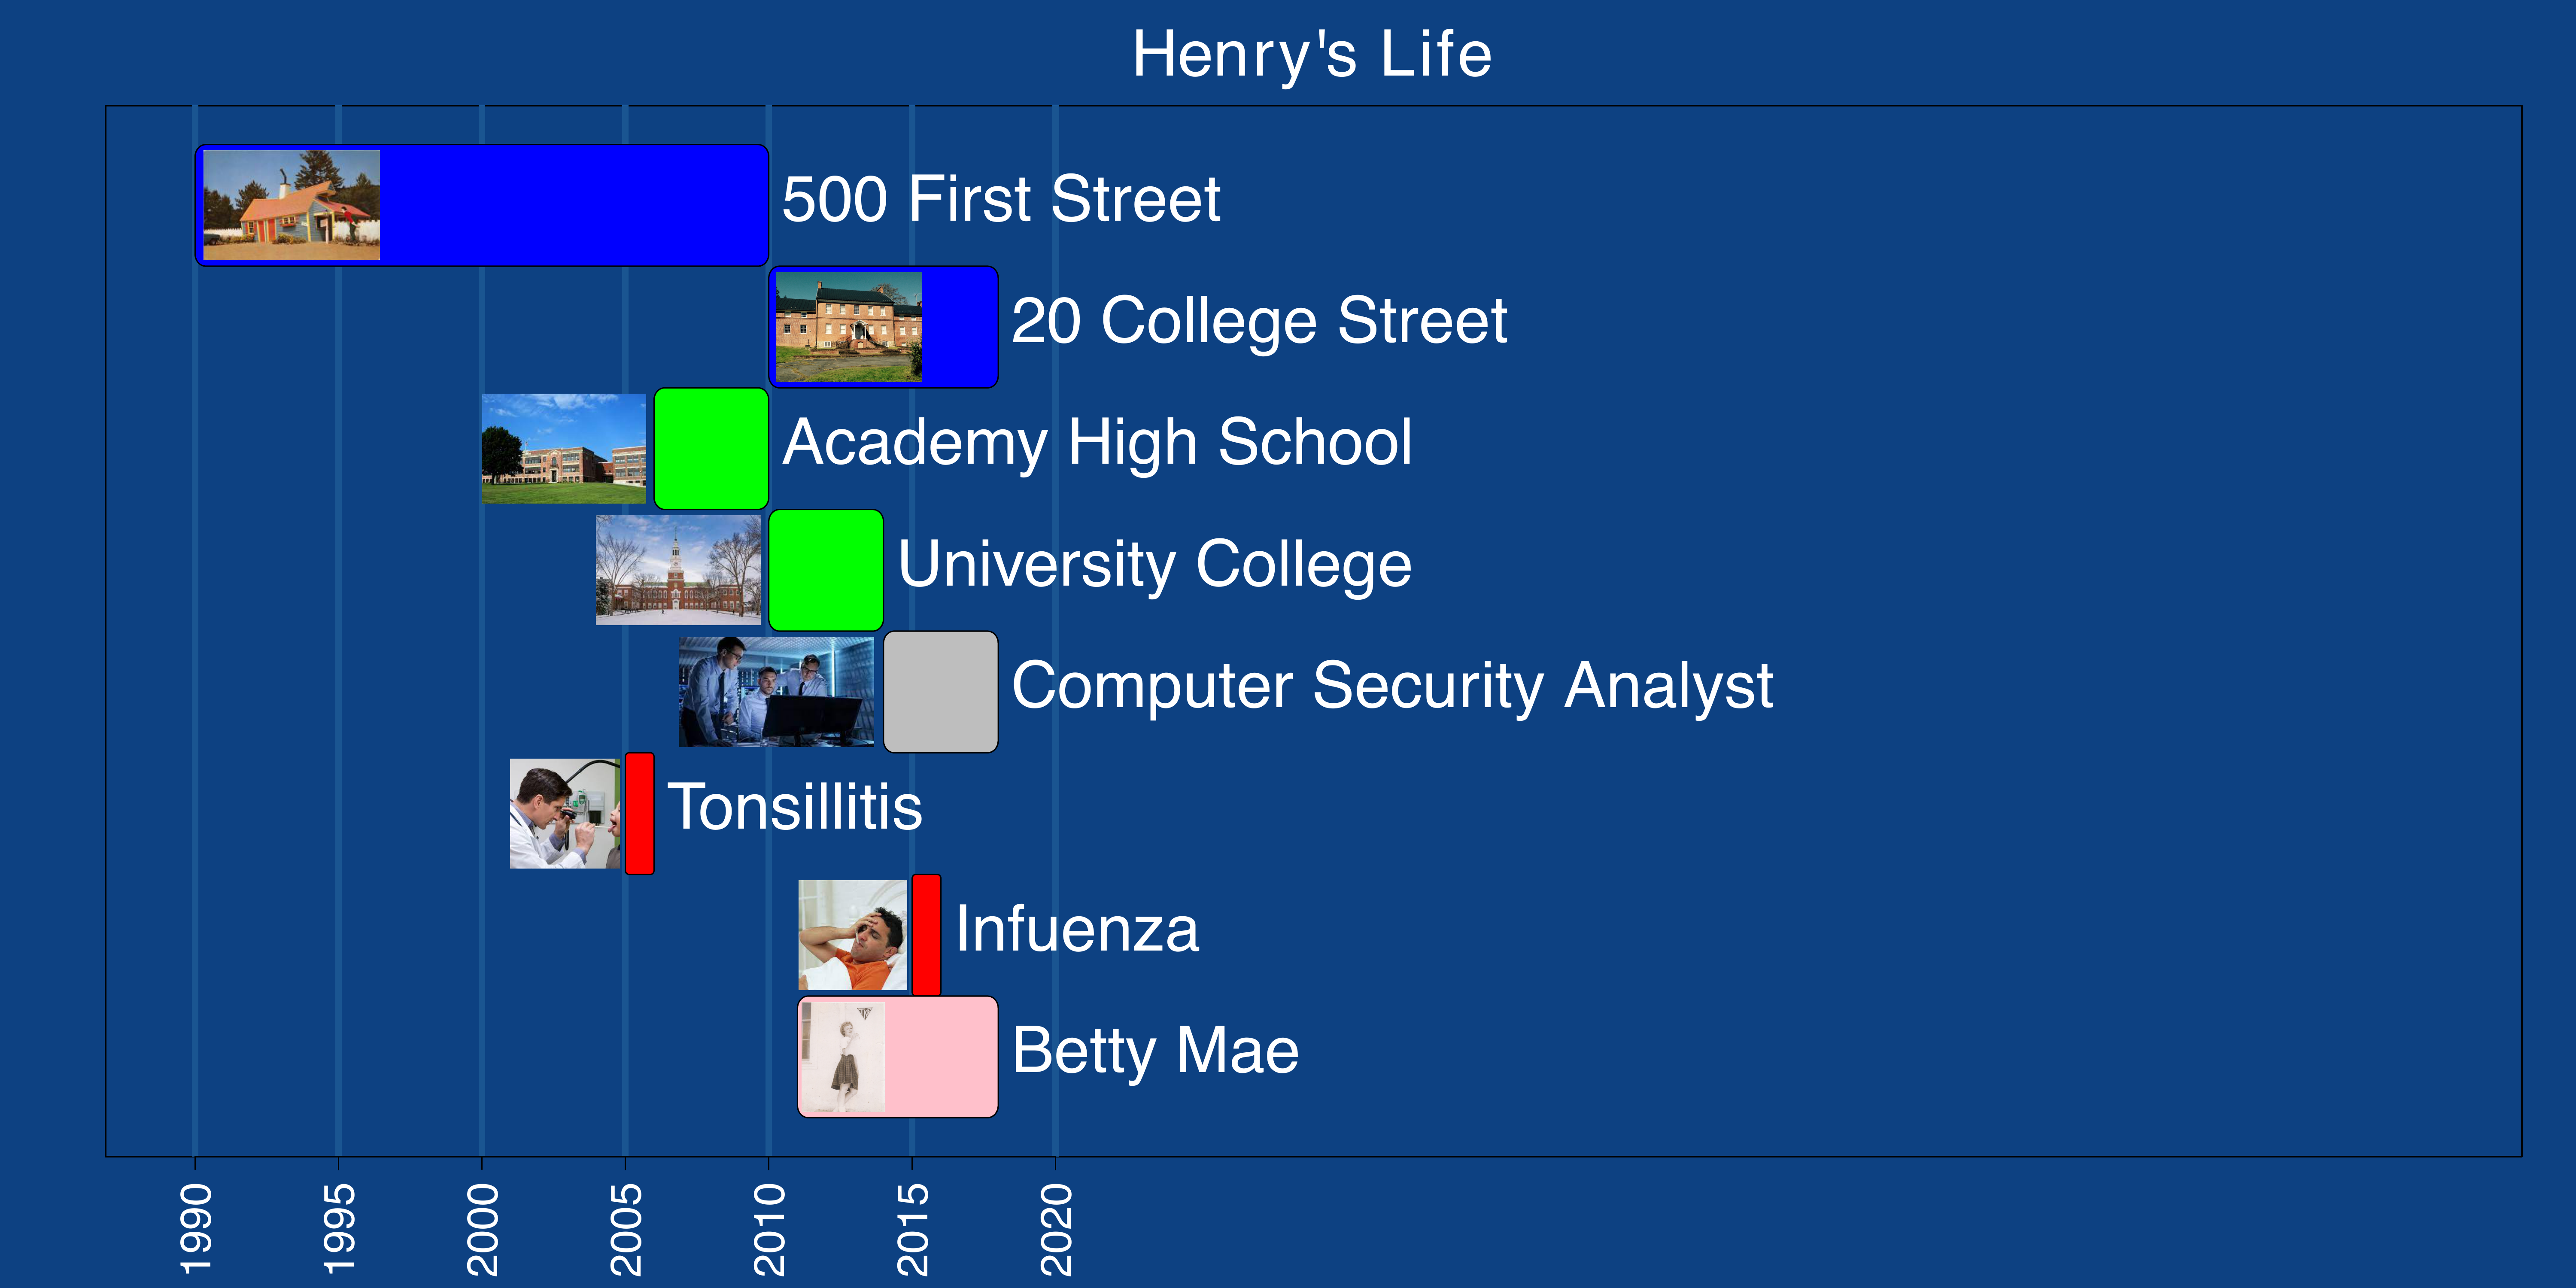 Henry's Life
500 First Street
20 College Street
Academy High School
University College
Computer Security Analyst
Tonsillitis
Infuenza
Betty Mae
1990
1995
2000
2005
2010
2015
2020